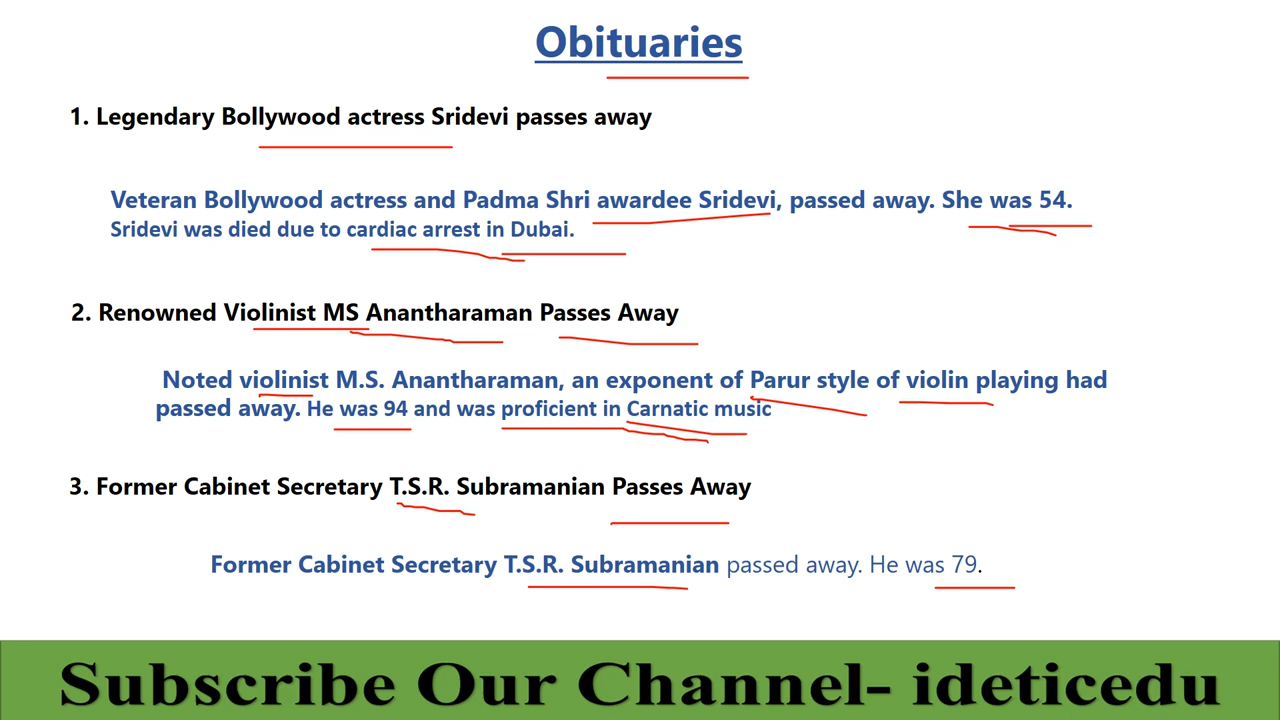 Obituaries
1. Legendary Bollywood actress Sridevi passes away
Veteran Bollywood actress and Padma Shri awardee Sridevi, passed away. She was 54.
Sridevi was died due to cardiac arrest in Dubai.
2. Renowned Violinist MS Anantharaman Passes Away
Noted violinist M.S. Anantharaman, an exponent of Parur style of violin playing had
passed away. He was 94 and was proficient in Carnatic music
3. Former Cabinet Secretary T.S.R. Subramanian Passes Away
Former Cabinet Secretary T.S.R. Subramanian passed away. He was 79.
Subscribe Our Channel- ideticedu